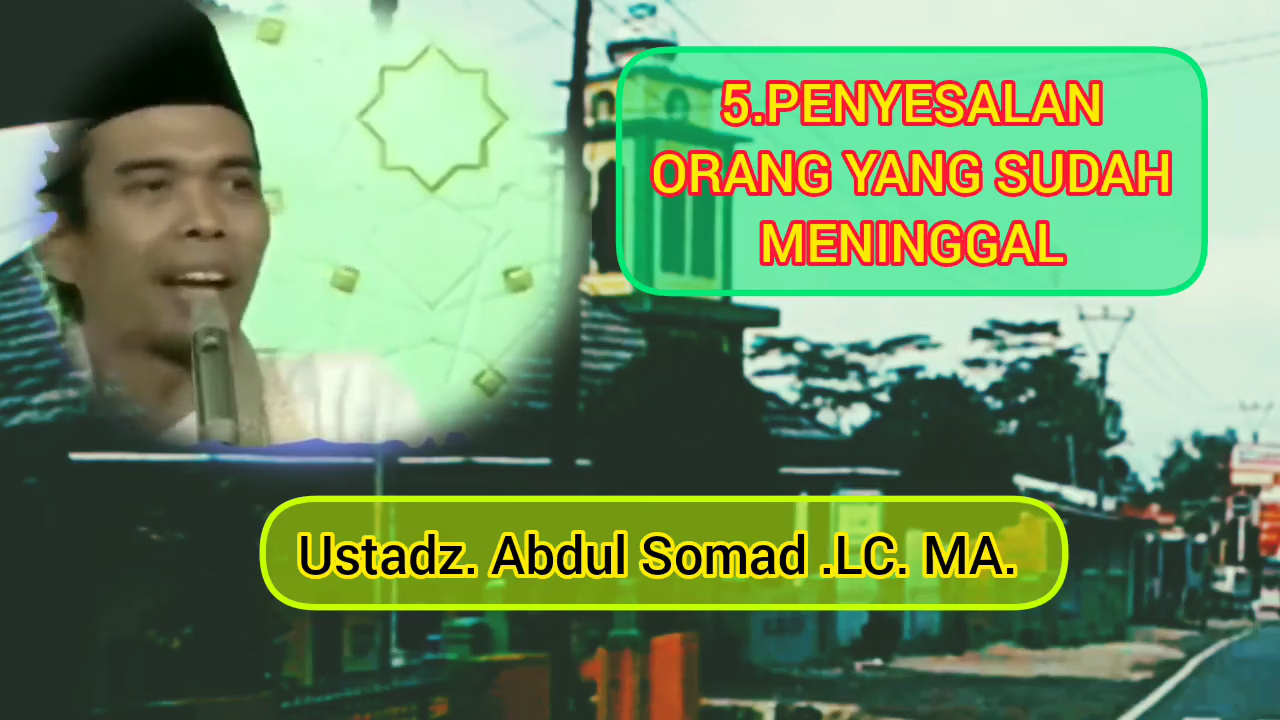 5.PENYESALAN
ORANG YANG SUDAH
MENINGGAL
Ustadz. Abdul Somad .LC. MA.